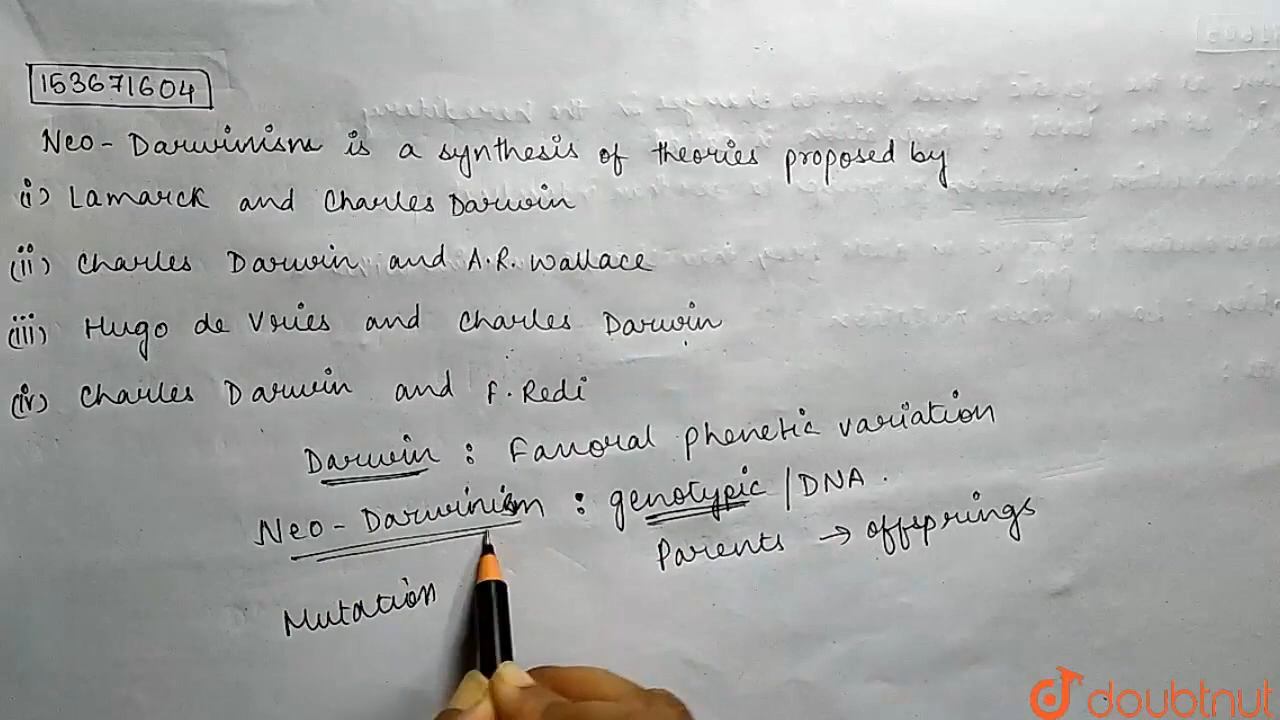 153671604
Neo-Darwinism is a synthesis of theories proposed by
(i) Lamarck and Charles Darwin
(ii) Charles Darwin and A.R. Wallace
(iii) Hugo de Vries and Charles Darwin
(iv) Charles Darwin and F. Redi
Darwin : Favoral phenetic variation
Neo-Darwinism : genotypic / DNA.
Parents → offsprings
Mutation
doubtnut